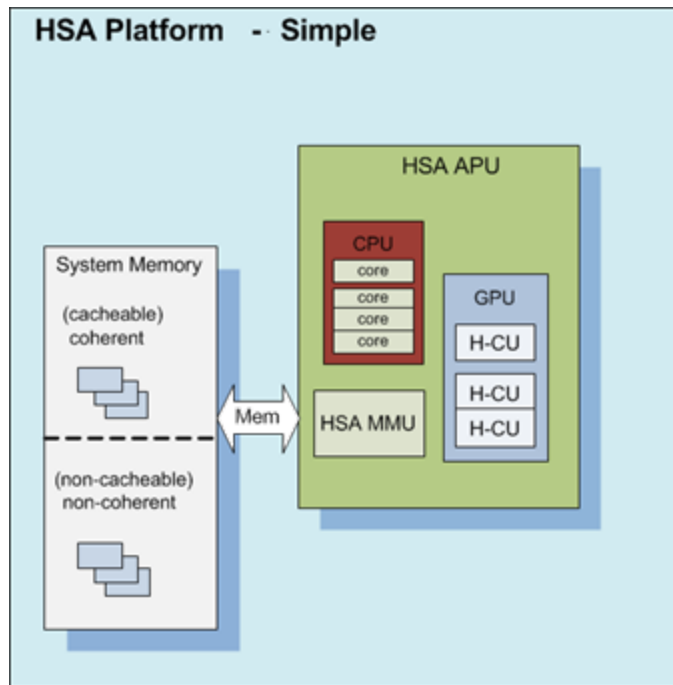 HSA Platform - Simple
HSA APU
CPU
core
core
core
core
GPU
H-CU
H-CU
H-CU
HSA MMU
System Memory
(cacheable)
coherent
Mem
(non-cacheable)
non-coherent